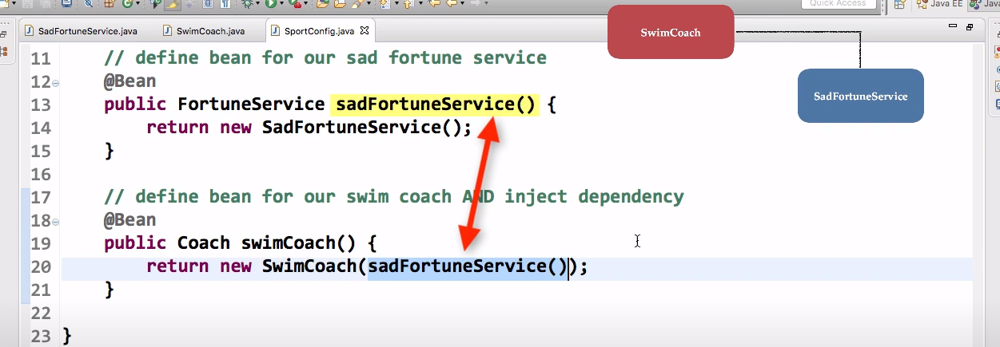 Quick Access
Java EE
Java
SadFortuneService.java
SwimCoach.java
SportConfig.java
SwimCoach
SadFortuneService
11 // define bean for our sad fortune service
12 @Bean
13 public FortuneService sadFortuneService() {
14 return new SadFortuneService();
15 }
16
17 // define bean for our swim coach AND inject dependency
18 @Bean
19 public Coach swimCoach() {
20 return new SwimCoach(sadFortuneService());
21 }
22
23 }